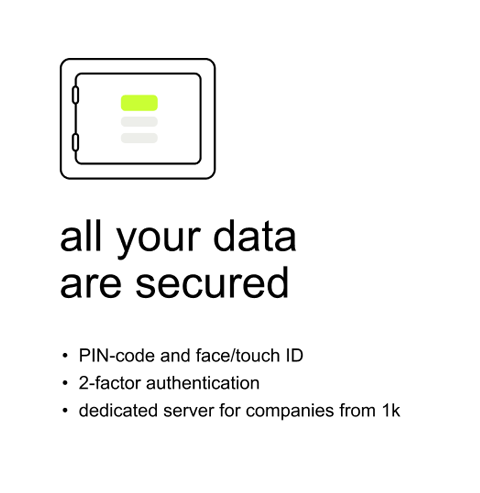 all your data
are secured
• PIN-code and face/touch ID
• 2-factor authentication
• dedicated server for companies from 1k